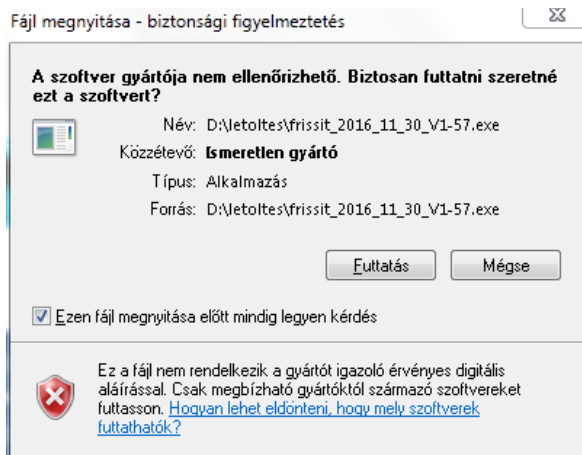 Fájl megnyitása - biztonsági figyelmeztetés
A szoftver gyártója nem ellenőrizhető. Biztosan futtatni szeretné
ezt a szoftvert?
Név: D:\letoltes\frissit_2016_11_30_V1-57.exe
Közzétevő: Ismeretlen gyártó
Típus: Alkalmazás
Forrás: D:\letoltes\frissit_2016_11_30_V1-57.exe
Futtatás Mégse
Ezen fájl megnyitása előtt mindig legyen kérdés
Ez a fájl nem rendelkezik a gyártót igazoló érvényes digitális
aláírással. Csak megbízható gyártóktól származó szoftvereket
futtasson. Hogyan lehet eldönteni, hogy mely szoftverek
futtathatók?